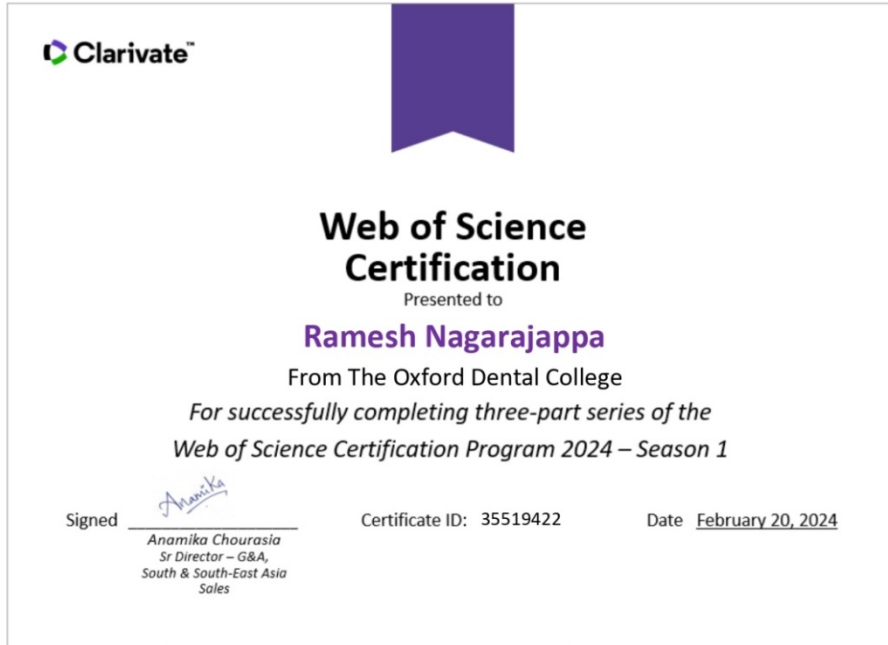 Clarivate™
Web of Science
Certification
Presented to
Ramesh Nagarajappa
From The Oxford Dental College
For successfully completing three-part series of the
Web of Science Certification Program 2024 – Season 1
Anamika
Signed
Certificate ID: 35519422
Date February 20, 2024
Anamika Chourasia
Sr Director – G&A,
South & South-East Asia
Sales